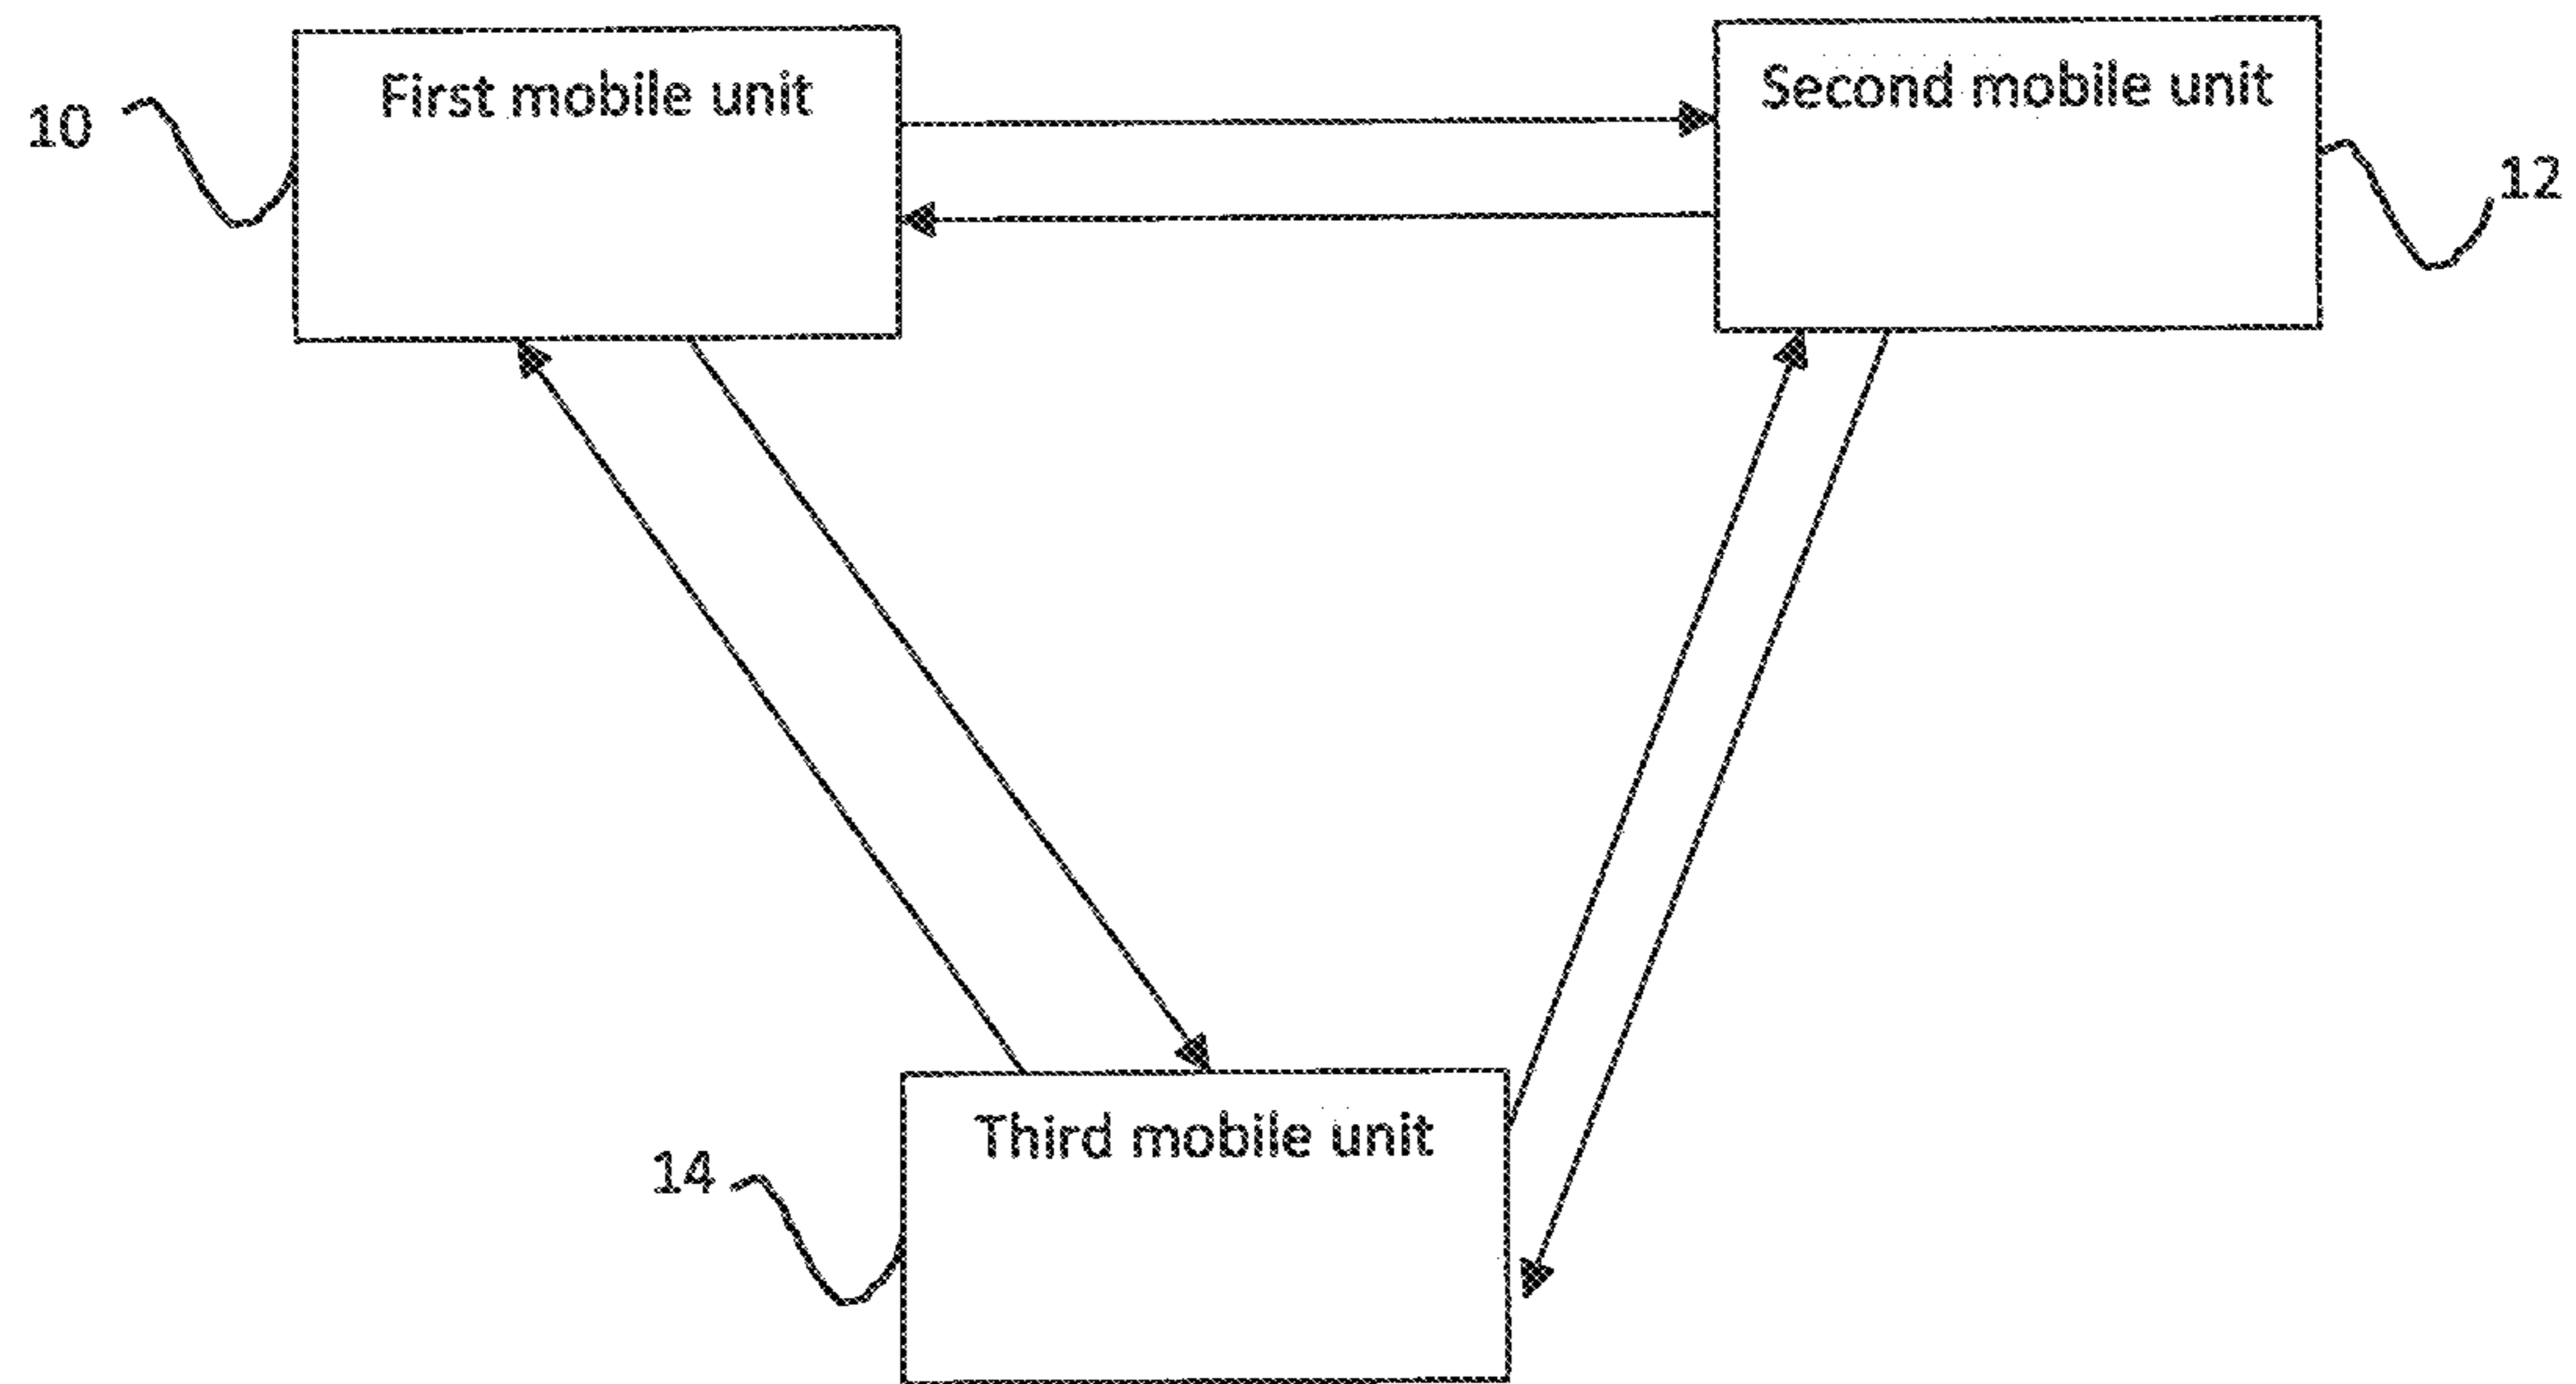 First mobile unit
Second mobile unit
10
12
Third mobile unit
14